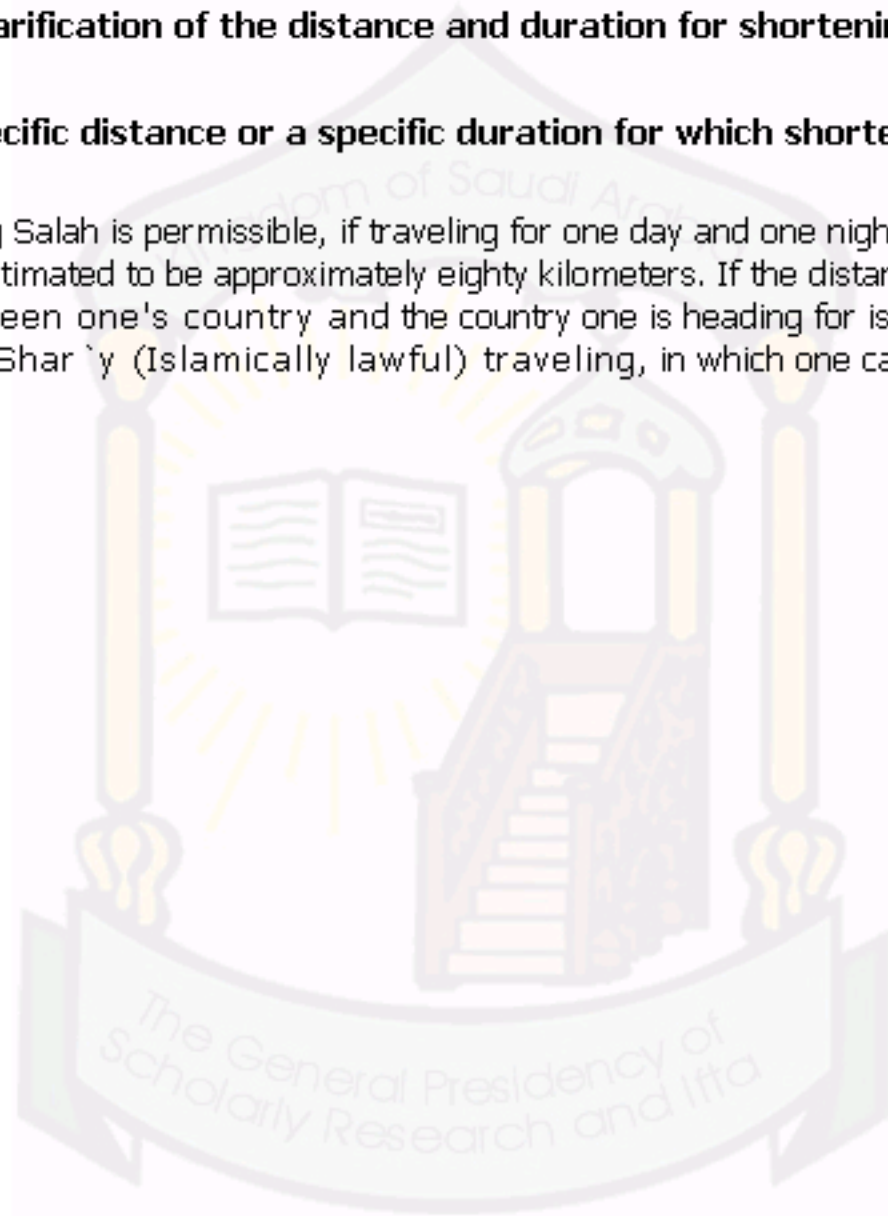 arification of the distance and duration for shortenin
ecific distance or a specific duration for which shorte
Salah is permissible, if traveling for one day and one nigh
timated to be approximately eighty kilometers. If the distan
een one's country and the country one is heading for is
Shar `y (Islamically lawful) traveling, in which one ca
Kingdom of Saudi Arabia
The General Presidency of
Scholarly Research and Ifta